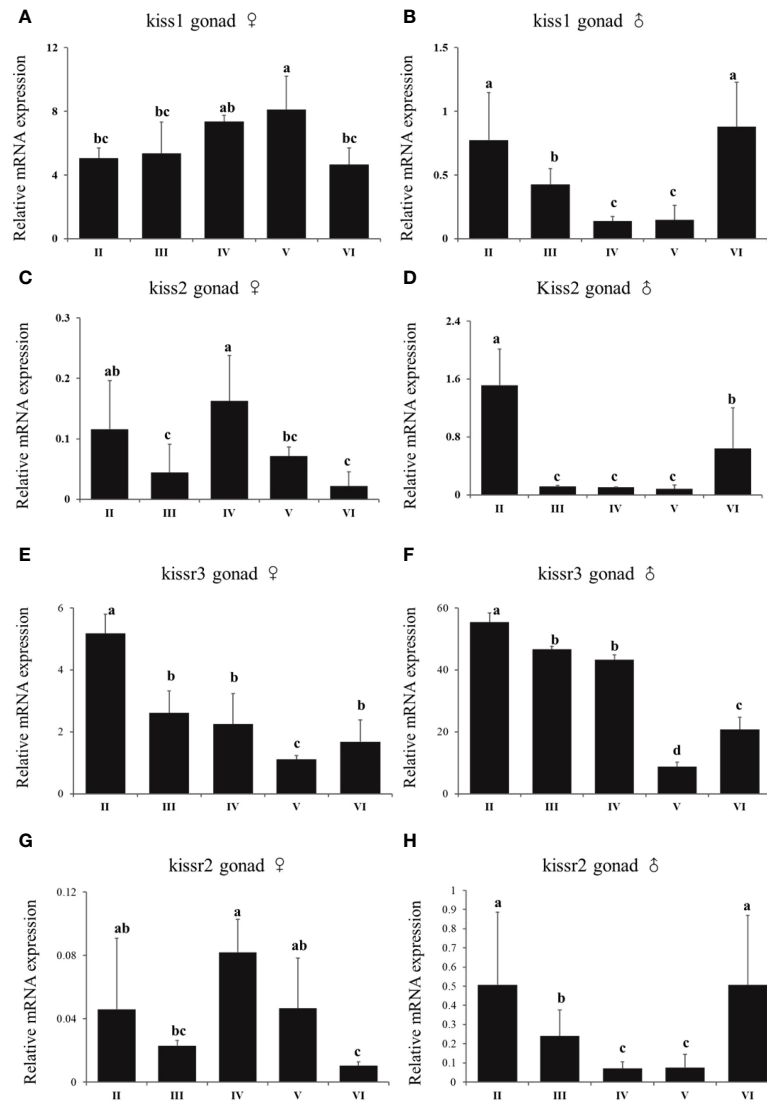 A
kiss1 gonad ♀
Relative mRNA expression
12
8
4
0
bc
bc
ab
a
bc
II III IV V VI
B
kiss1 gonad ♂
Relative mRNA expression
1.5
1
0.5
0
a
b
c
c
a
II III IV V VI
C
kiss2 gonad ♀
Relative mRNA expression
0.3
0.2
0.1
0
ab
c
a
bc
c
II III IV V VI
D
Kiss2 gonad ♂
Relative mRNA expression
2.4
1.6
0.8
0
a
c
c
c
b
II III IV V VI
E
kissr3 gonad ♀
Relative mRNA expression
6
4
2
0
a
b
b
c
b
II III IV V VI
F
kissr3 gonad ♂
Relative mRNA expression
60
40
20
0
a
b
b
d
c
II III IV V VI
G
kissr2 gonad ♀
Relative mRNA expression
0.12
0.08
0.04
0
ab
bc
a
ab
c
II III IV V VI
H
kissr2 gonad ♂
Relative mRNA expression
1
0.9
0.8
0.7
0.6
0.5
0.4
0.3
0.2
0.1
0
a
b
c
c
a
II III IV V VI